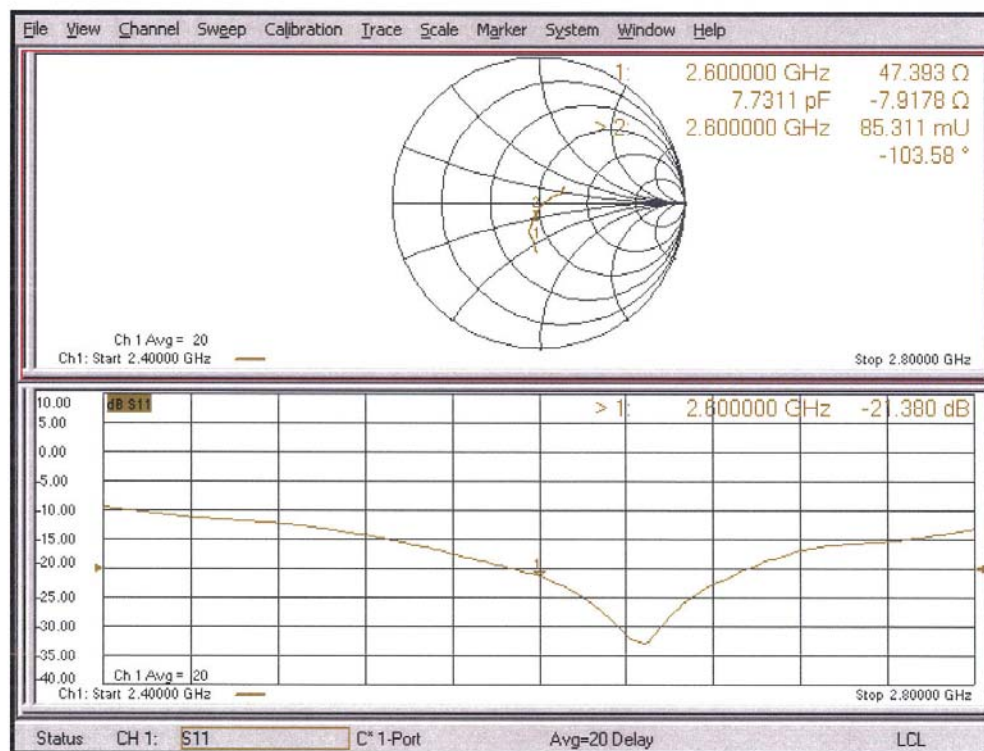 File View Channel Sweep Calibration Trace Scale Marker System Window Help
1: 2.600000 GHz 47.393 Ω
7.7311 pF -7.9178 Ω
> 2: 2.600000 GHz 85.311 mU
-103.58 °
1
Ch 1 Avg = 20
Ch1: Start 2.40000 GHz
Stop 2.80000 GHz
10.00
5.00
0.00
-5.00
-10.00
-15.00
-20.00
-25.00
-30.00
-35.00
-40.00
dB S11
> 1: 2.600000 GHz -21.380 dB
1
Ch 1 Avg = 20
Ch1: Start 2.40000 GHz
Stop 2.80000 GHz
Status CH 1: S11 C* 1-Port Avg=20 Delay LCL